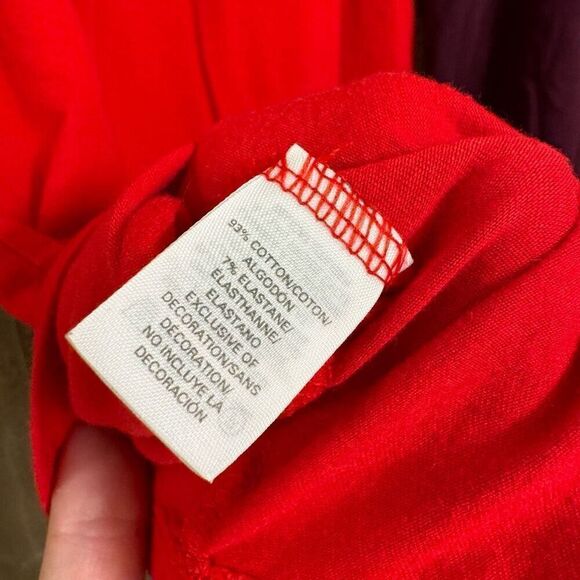 93% COTTON/COTON/
ALGODÓN
7% ELASTANE/
ÉLASTHANNE/
ELASTANO
EXCLUSIVE OF
DECORATION/SANS
DÉCORATION/
NO INCLUYE LA
DECORACIÓN